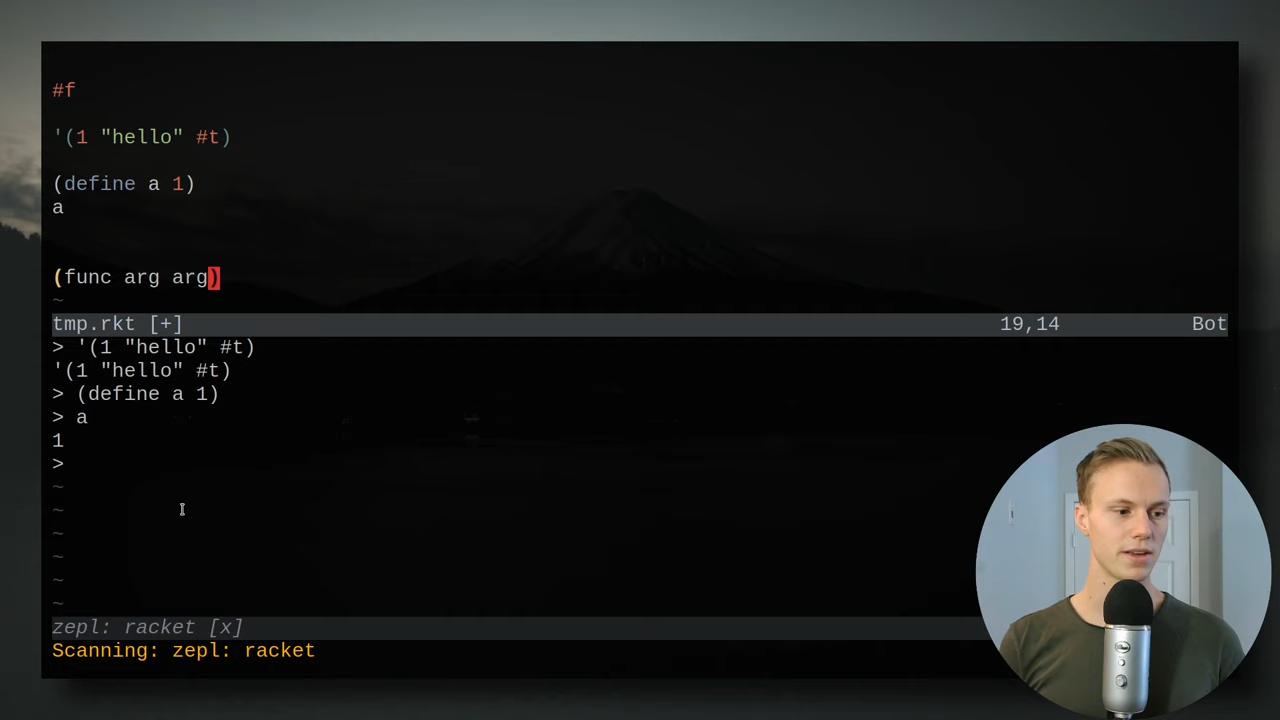 #f
'(1 "hello" #t)
(define a 1)
a
(func arg arg)
~
tmp.rkt [+] 19,14 Bot
> '(1 "hello" #t)
'(1 "hello" #t)
> (define a 1)
> a
1
>
~
~
~
~
~
~
zepl: racket [x]
Scanning: zepl: racket